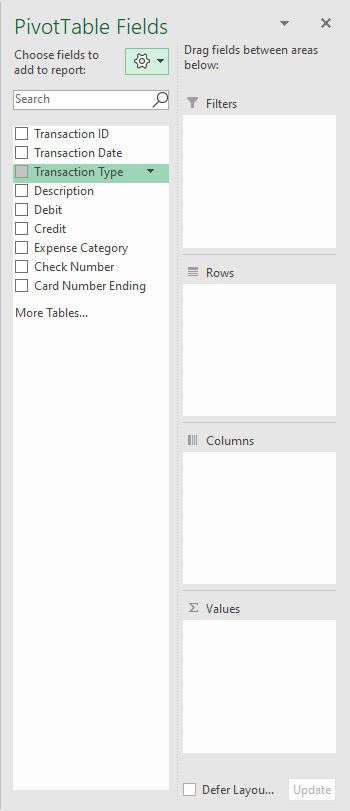 PivotTable Fields
Choose fields to
add to report:
Search
Transaction ID
Transaction Date
Transaction Type
Description
Debit
Credit
Expense Category
Check Number
Card Number Ending
More Tables...
Drag fields between areas
below:
Filters
Rows
Columns
Σ Values
Defer Layou...
Update